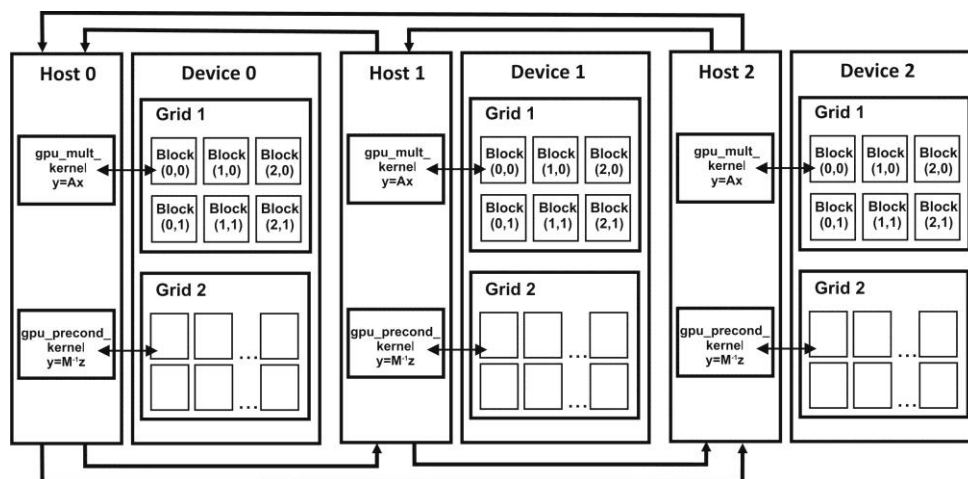 Host 0
Device 0
Grid 1
gpu_mult_
kernel
y=Ax
Block
(0,0)
Block
(1,0)
Block
(2,0)
Block
(0,1)
Block
(1,1)
Block
(2,1)
Grid 2
gpu_precond_
kernel
y=M⁻¹z
...
...
Host 1
Device 1
Grid 1
gpu_mult_
kernel
y=Ax
Block
(0,0)
Block
(1,0)
Block
(2,0)
Block
(0,1)
Block
(1,1)
Block
(2,1)
Grid 2
gpu_precond_
kernel
y=M⁻¹z
...
...
Host 2
Device 2
Grid 1
gpu_mult_
kernel
y=Ax
Block
(0,0)
Block
(1,0)
Block
(2,0)
Block
(0,1)
Block
(1,1)
Block
(2,1)
Grid 2
gpu_precond_
kernel
y=M⁻¹z
...
...